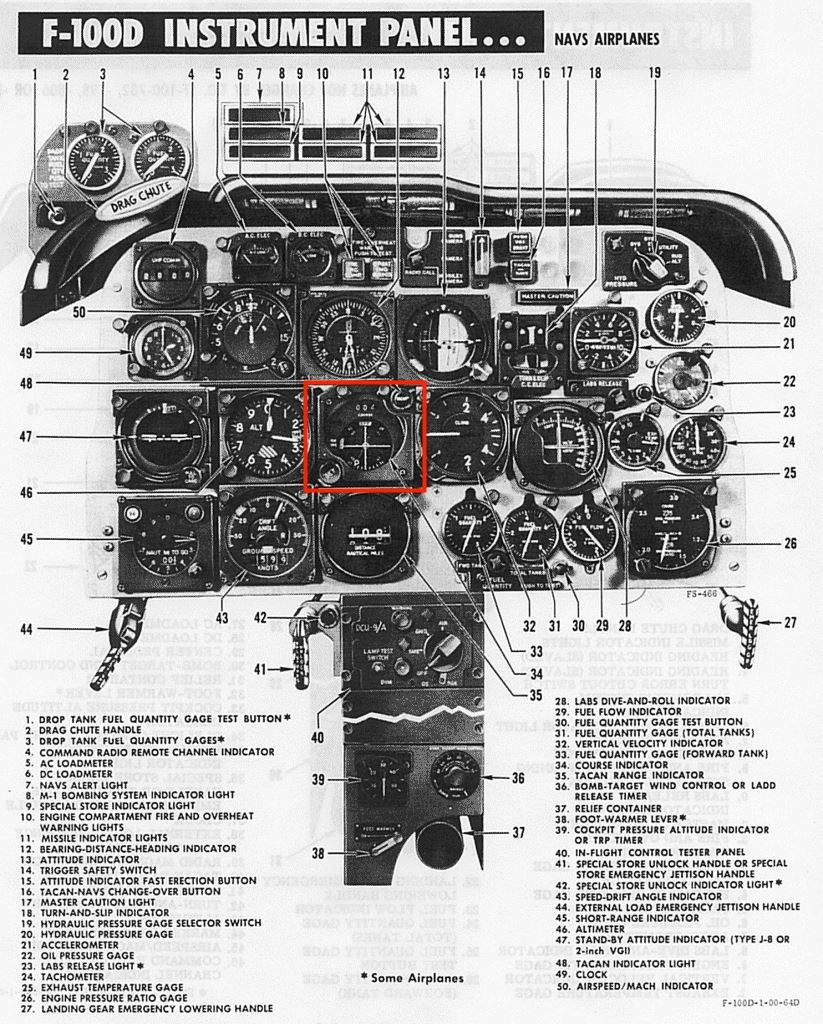 F-100D INSTRUMENT PANEL...
NAVS AIRPLANES
1 2 3 4 5 6 7 8 9 10 11 12 13 14 15 16 17 18 19
DRAG CHUTE
UHF COMM
A.C. ELEC
D.C. ELEC
RADIO CALL
UTILITY
HYD
PRESSURE
MASTER CAUTION
50
20
49
21
LABS RELEASE
48
22
47
ALT
CLIMB
23
24
46
25
45
NAUT MI TO GO
DRIFT
ANGLE
GROUND SPEED
599
KNOTS
DISTANCE
NAUTICAL MILES
FUEL
QUANTITY
FUEL
QUANTITY
FUEL FLOW
FUEL
QUANTITY
26
FS-466
44
43
42
41
32
31
30
29
28
27
33
34
35
DCU-9/A
LAMP TEST
SWITCH
SAFE
OFF
DIM
40
39
36
37
38
FOOT WARMER
1. DROP TANK FUEL QUANTITY GAGE TEST BUTTON*
2. DRAG CHUTE HANDLE
3. DROP TANK FUEL QUANTITY GAGES*
4. COMMAND RADIO REMOTE CHANNEL INDICATOR
5. AC LOADMETER
6. DC LOADMETER
7. NAVS ALERT LIGHT
8. M-1 BOMBING SYSTEM INDICATOR LIGHT
9. SPECIAL STORE INDICATOR LIGHT
10. ENGINE COMPARTMENT FIRE AND OVERHEAT
WARNING LIGHTS
11. MISSILE INDICATOR LIGHTS
12. BEARING-DISTANCE-HEADING INDICATOR
13. ATTITUDE INDICATOR
14. TRIGGER SAFETY SWITCH
15. ATTITUDE INDICATOR FAST ERECTION BUTTON
16. TACAN-NAVS CHANGE-OVER BUTTON
17. MASTER CAUTION LIGHT
18. TURN-AND-SLIP INDICATOR
19. HYDRAULIC PRESSURE GAGE SELECTOR SWITCH
20. HYDRAULIC PRESSURE GAGE
21. ACCELEROMETER
22. OIL PRESSURE GAGE
23. LABS RELEASE LIGHT*
24. TACHOMETER
25. EXHAUST TEMPERATURE GAGE
26. ENGINE PRESSURE RATIO GAGE
27. LANDING GEAR EMERGENCY LOWERING HANDLE
28. LABS DIVE-AND-ROLL INDICATOR
29. FUEL FLOW INDICATOR
30. FUEL QUANTITY GAGE TEST BUTTON
31. FUEL QUANTITY GAGE (TOTAL TANKS)
32. VERTICAL VELOCITY INDICATOR
33. FUEL QUANTITY GAGE (FORWARD TANK)
34. COURSE INDICATOR
35. TACAN RANGE INDICATOR
36. BOMB-TARGET WIND CONTROL OR LADD
RELEASE TIMER
37. RELIEF CONTAINER
38. FOOT-WARMER LEVER*
39. COCKPIT PRESSURE ALTITUDE INDICATOR
OR TRP TIMER
40. IN-FLIGHT CONTROL TESTER PANEL
41. SPECIAL STORE UNLOCK HANDLE OR SPECIAL
STORE EMERGENCY JETTISON HANDLE
42. SPECIAL STORE UNLOCK INDICATOR LIGHT*
43. SPEED-DRIFT ANGLE INDICATOR
44. EXTERNAL LOAD EMERGENCY JETTISON HANDLE
45. SHORT-RANGE INDICATOR
46. ALTIMETER
47. STAND-BY ATTITUDE INDICATOR (TYPE J-8 OR
2-inch VGI)
48. TACAN INDICATOR LIGHT
49. CLOCK
50. AIRSPEED/MACH INDICATOR
* Some Airplanes
F-100D-1-00-64D